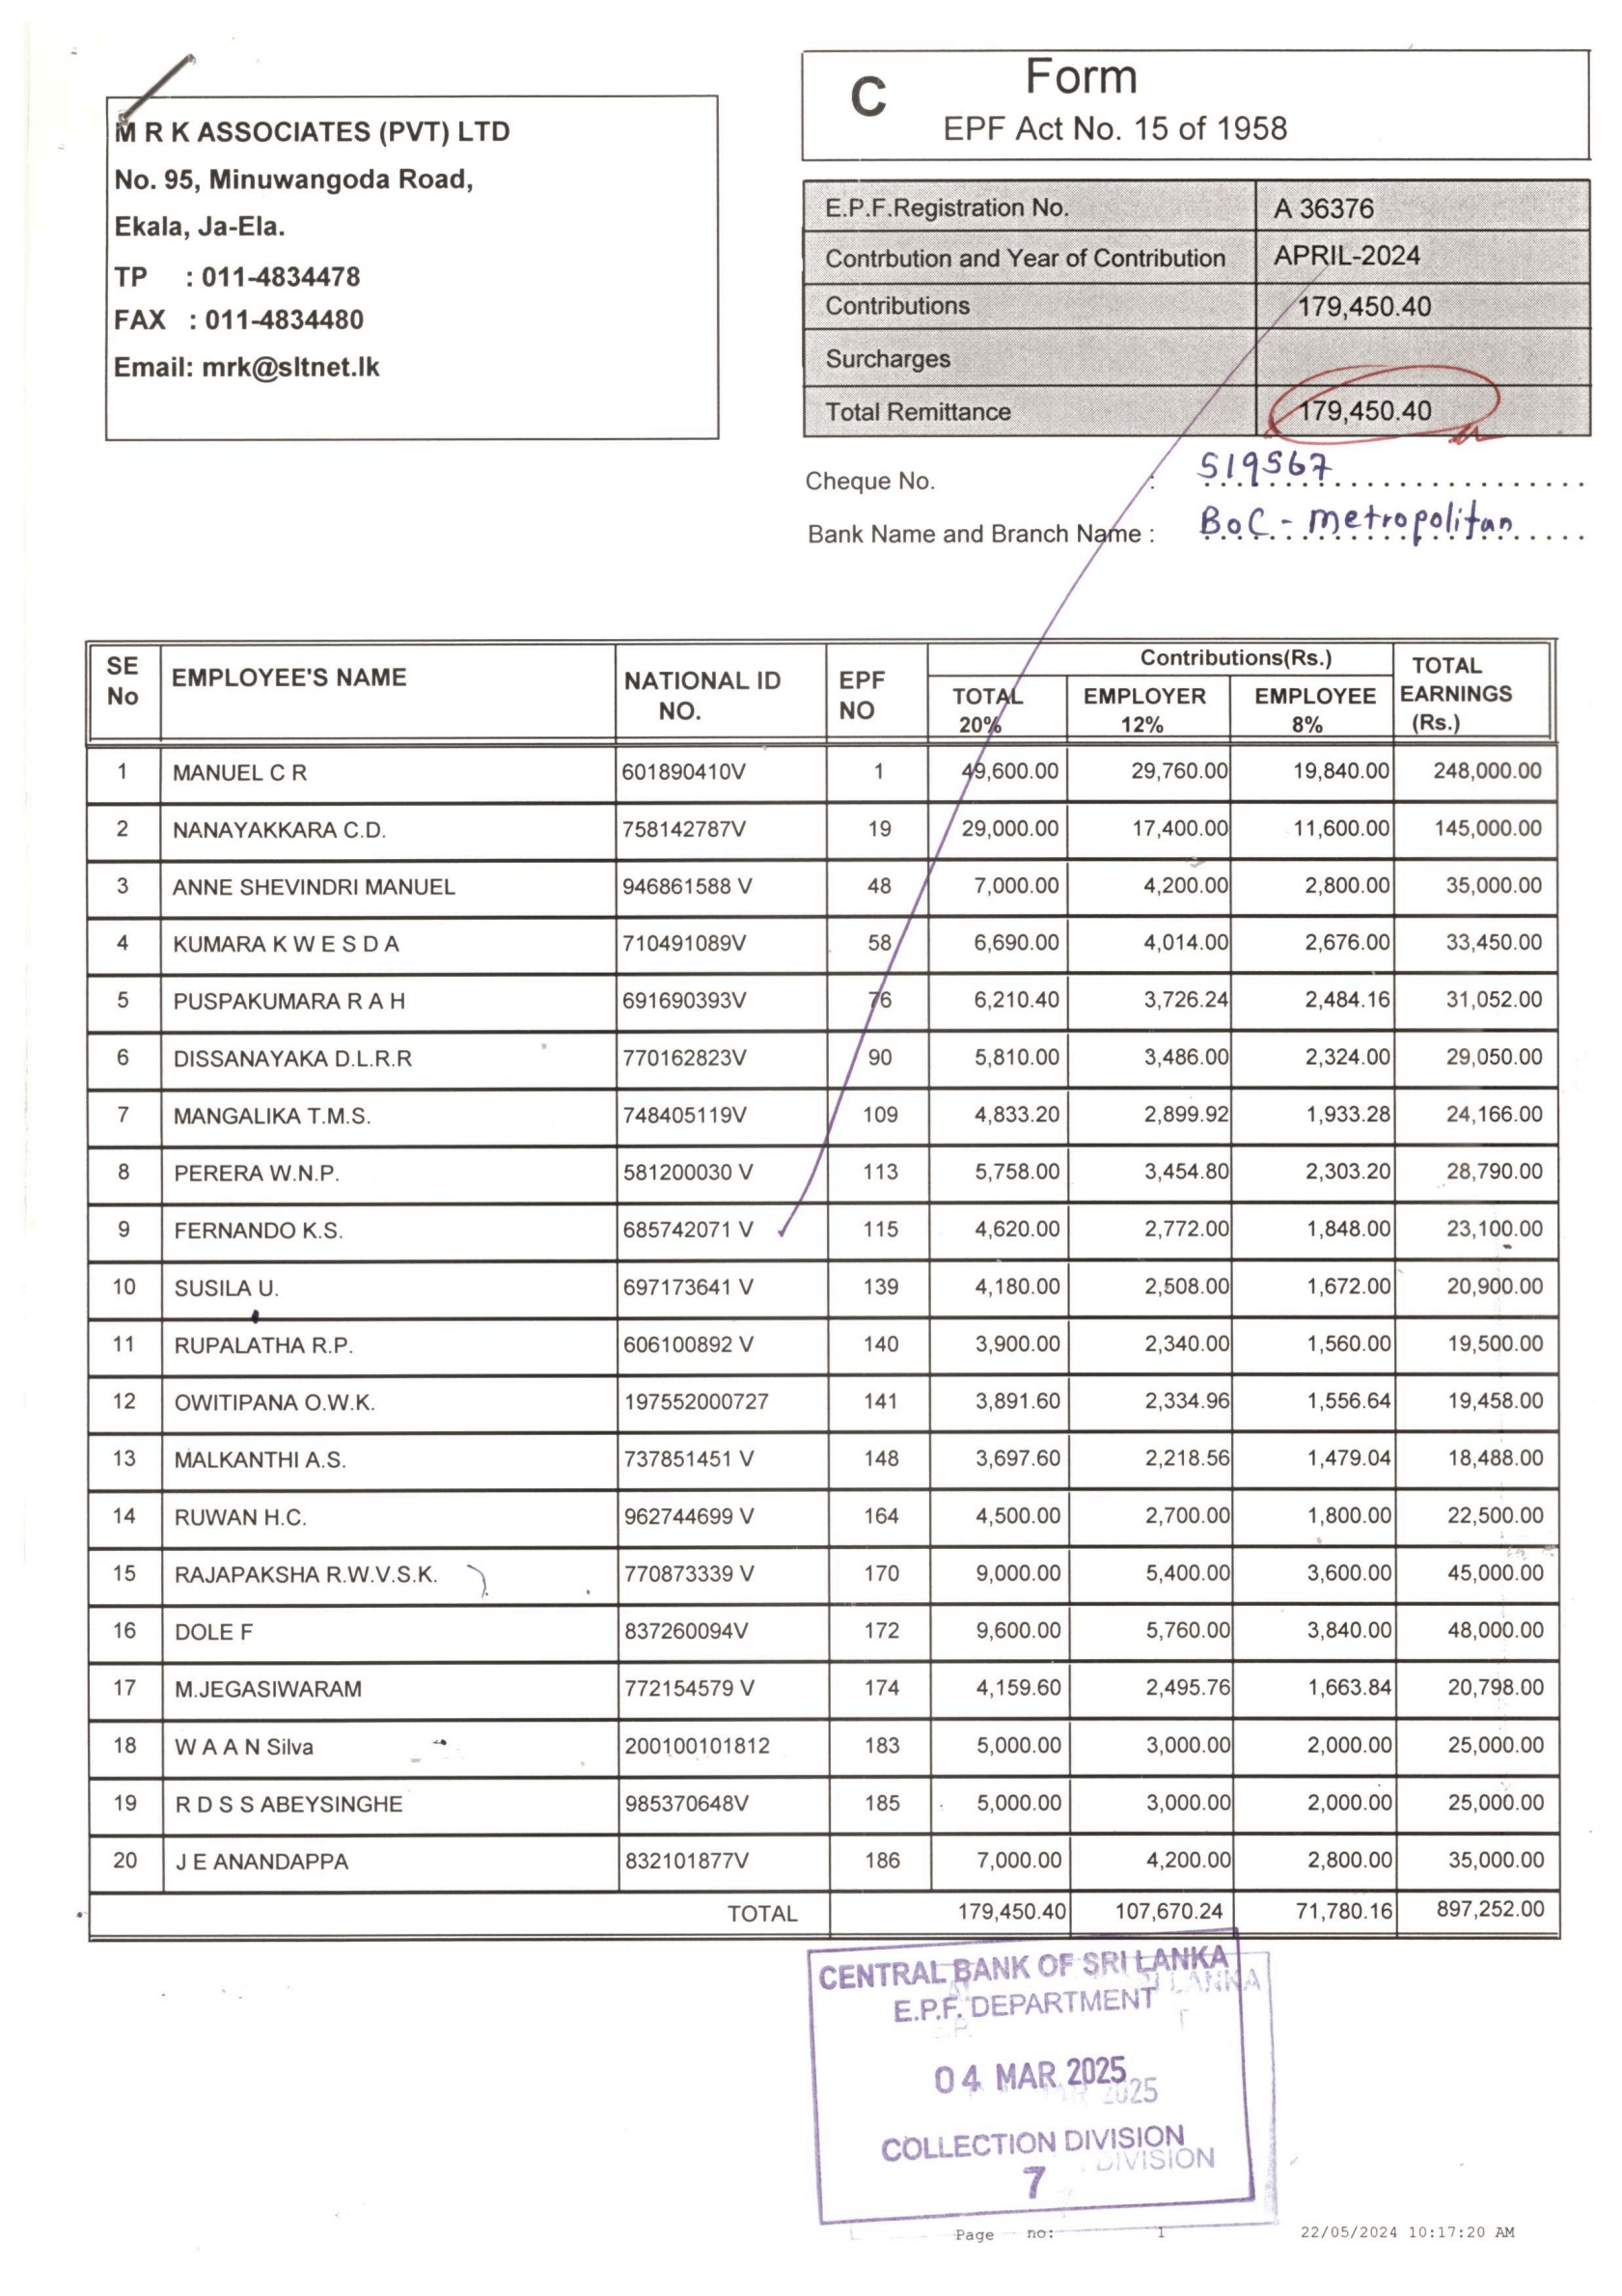 M R K ASSOCIATES (PVT) LTD
No. 95, Minuwangoda Road,
Ekala, Ja-Ela.
TP : 011-4834478
FAX : 011-4834480
Email: mrk@sltnet.lk
C Form
EPF Act No. 15 of 1958
E.P.F.Registration No. A 36376
Contrbution and Year of Contribution APRIL-2024
Contributions 179,450.40
Surcharges
Total Remittance 179,450.40
Cheque No. : 519567
Bank Name and Branch Name : BoC - metropolitan
SE No EMPLOYEE'S NAME NATIONAL ID NO. EPF NO Contributions(Rs.) TOTAL 20% EMPLOYER 12% EMPLOYEE 8% TOTAL EARNINGS (Rs.)
1 MANUEL C R 601890410V 1 49,600.00 29,760.00 19,840.00 248,000.00
2 NANAYAKKARA C.D. 758142787V 19 29,000.00 17,400.00 11,600.00 145,000.00
3 ANNE SHEVINDRI MANUEL 946861588 V 48 7,000.00 4,200.00 2,800.00 35,000.00
4 KUMARA K W E S D A 710491089V 58 6,690.00 4,014.00 2,676.00 33,450.00
5 PUSPAKUMARA R A H 691690393V 76 6,210.40 3,726.24 2,484.16 31,052.00
6 DISSANAYAKA D.L.R.R 770162823V 90 5,810.00 3,486.00 2,324.00 29,050.00
7 MANGALIKA T.M.S. 748405119V 109 4,833.20 2,899.92 1,933.28 24,166.00
8 PERERA W.N.P. 581200030 V 113 5,758.00 3,454.80 2,303.20 28,790.00
9 FERNANDO K.S. 685742071 V 115 4,620.00 2,772.00 1,848.00 23,100.00
10 SUSILA U. 697173641 V 139 4,180.00 2,508.00 1,672.00 20,900.00
11 RUPALATHA R.P. 606100892 V 140 3,900.00 2,340.00 1,560.00 19,500.00
12 OWITIPANA O.W.K. 197552000727 141 3,891.60 2,334.96 1,556.64 19,458.00
13 MALKANTHI A.S. 737851451 V 148 3,697.60 2,218.56 1,479.04 18,488.00
14 RUWAN H.C. 962744699 V 164 4,500.00 2,700.00 1,800.00 22,500.00
15 RAJAPAKSHA R.W.V.S.K. 770873339 V 170 9,000.00 5,400.00 3,600.00 45,000.00
16 DOLE F 837260094V 172 9,600.00 5,760.00 3,840.00 48,000.00
17 M.JEGASIWARAM 772154579 V 174 4,159.60 2,495.76 1,663.84 20,798.00
18 W A A N Silva 200100101812 183 5,000.00 3,000.00 2,000.00 25,000.00
19 R D S S ABEYSINGHE 985370648V 185 5,000.00 3,000.00 2,000.00 25,000.00
20 J E ANANDAPPA 832101877V 186 7,000.00 4,200.00 2,800.00 35,000.00
TOTAL 179,450.40 107,670.24 71,780.16 897,252.00
CENTRAL BANK OF SRI LANKA
E.P.F. DEPARTMENT
04 MAR 2025
COLLECTION DIVISION
7
Page no: 1 22/05/2024 10:17:20 AM